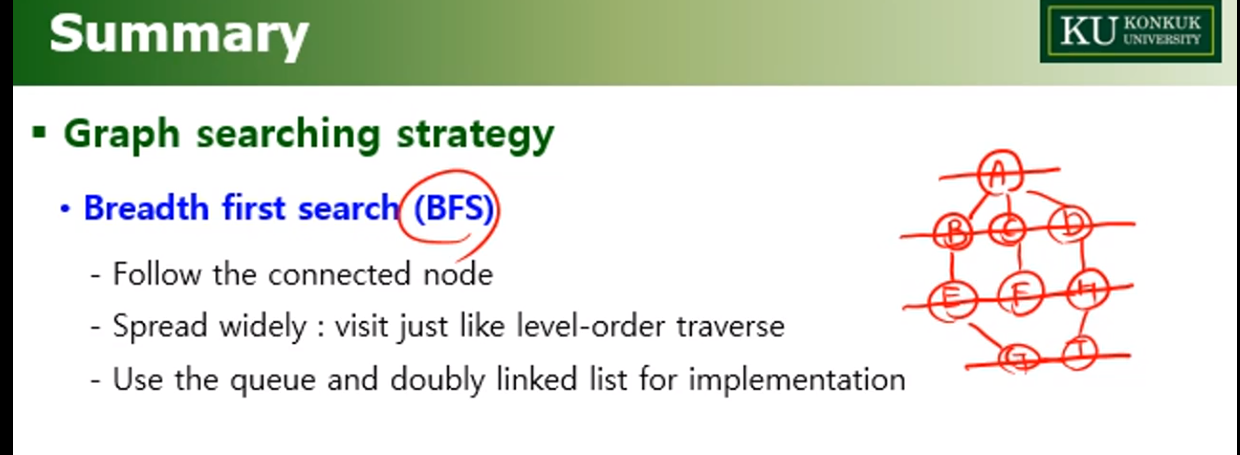 Summary
KU KONKUK
UNIVERSITY
▪ Graph searching strategy
• Breadth first search (BFS)
- Follow the connected node
- Spread widely : visit just like level-order traverse
- Use the queue and doubly linked list for implementation
A
B C D
E F H
G I